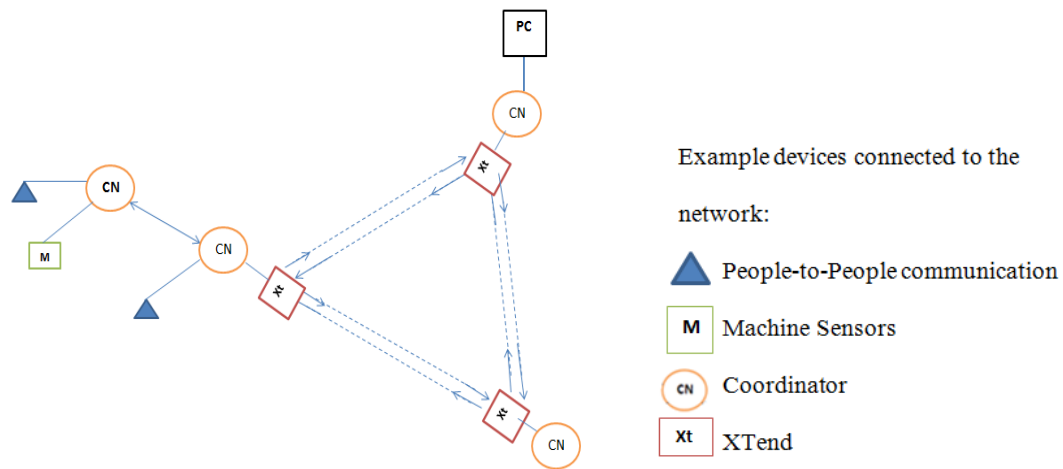 PC
CN
Xt
CN
M
CN
Xt
Xt
CN
Example devices connected to the
network:
People-to-People communication
M Machine Sensors
CN Coordinator
Xt XTend